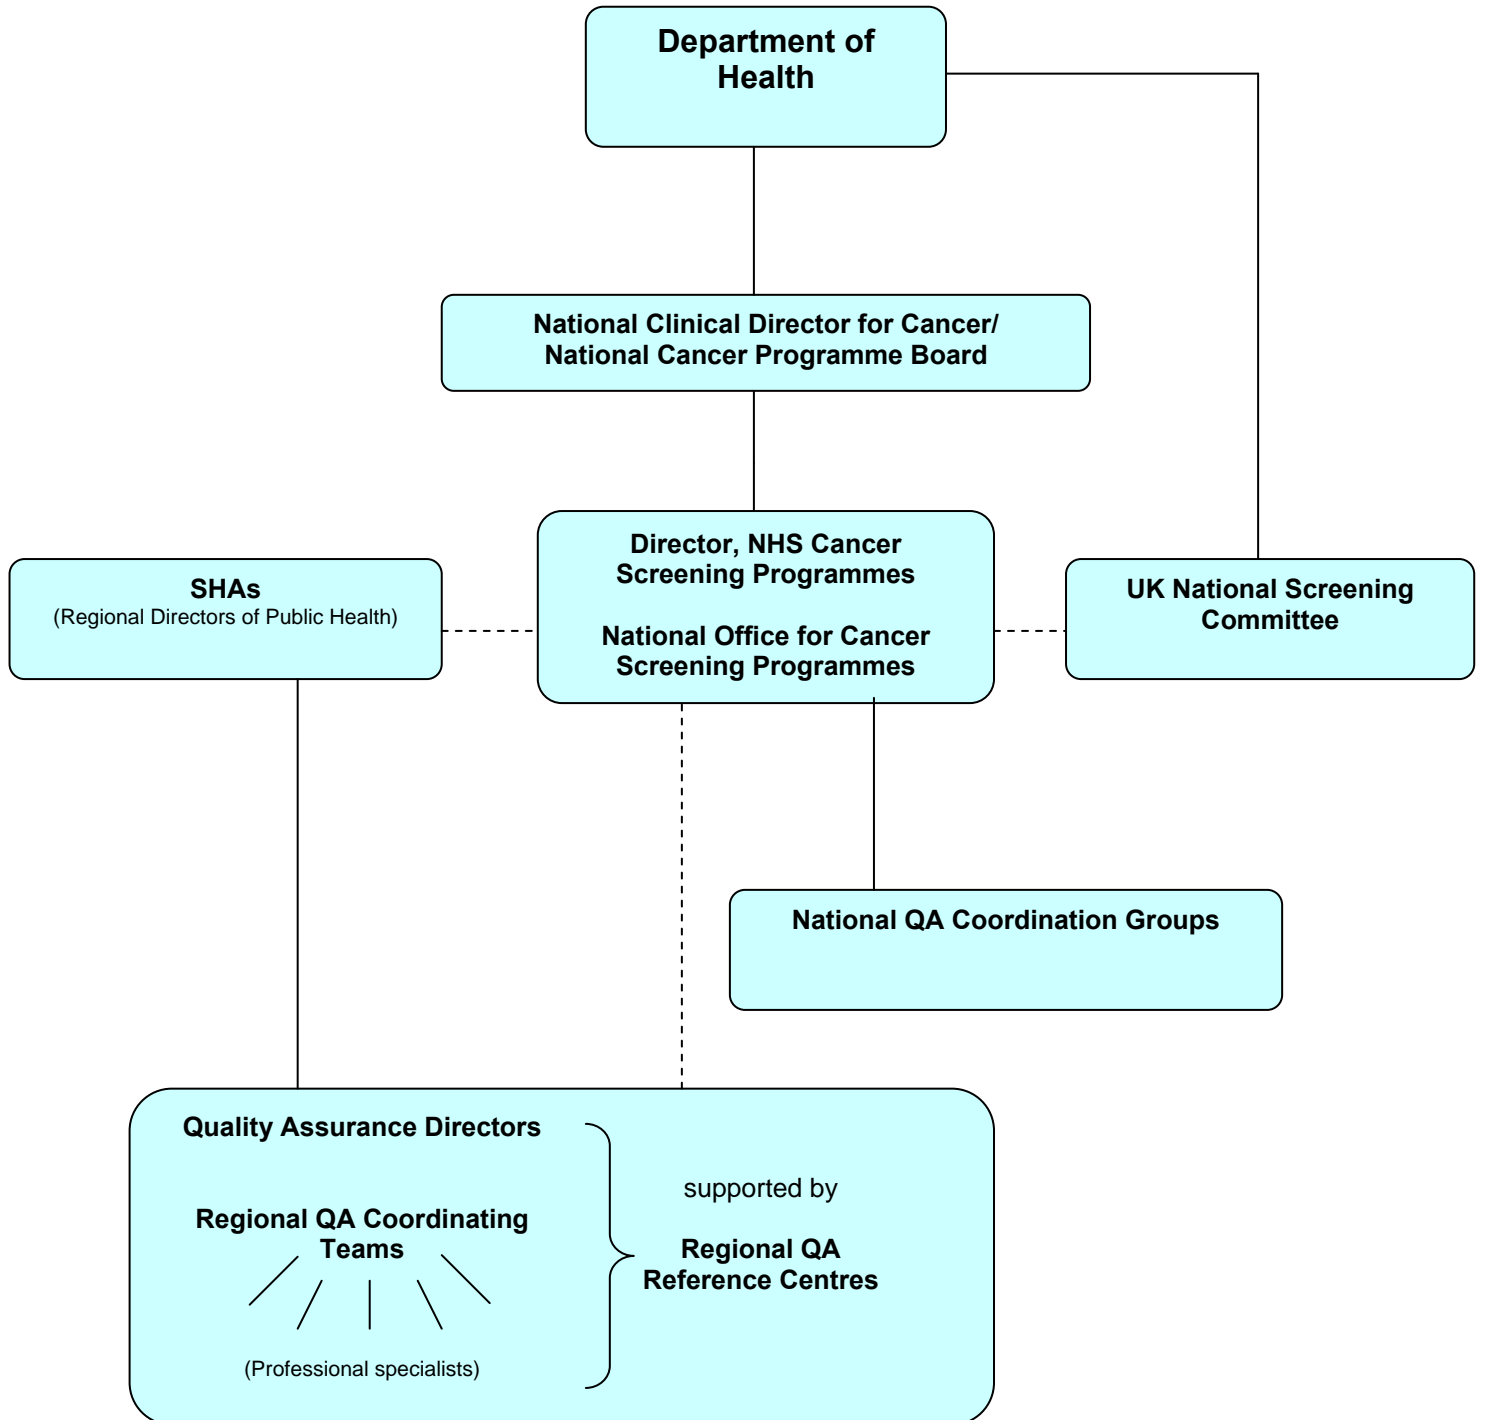 Department of
Health
National Clinical Director for Cancer/
National Cancer Programme Board
Director, NHS Cancer
Screening Programmes
National Office for Cancer
Screening Programmes
SHAs
(Regional Directors of Public Health)
UK National Screening
Committee
National QA Coordination Groups
Quality Assurance Directors
Regional QA Coordinating
Teams
(Professional specialists)
supported by
Regional QA
Reference Centres